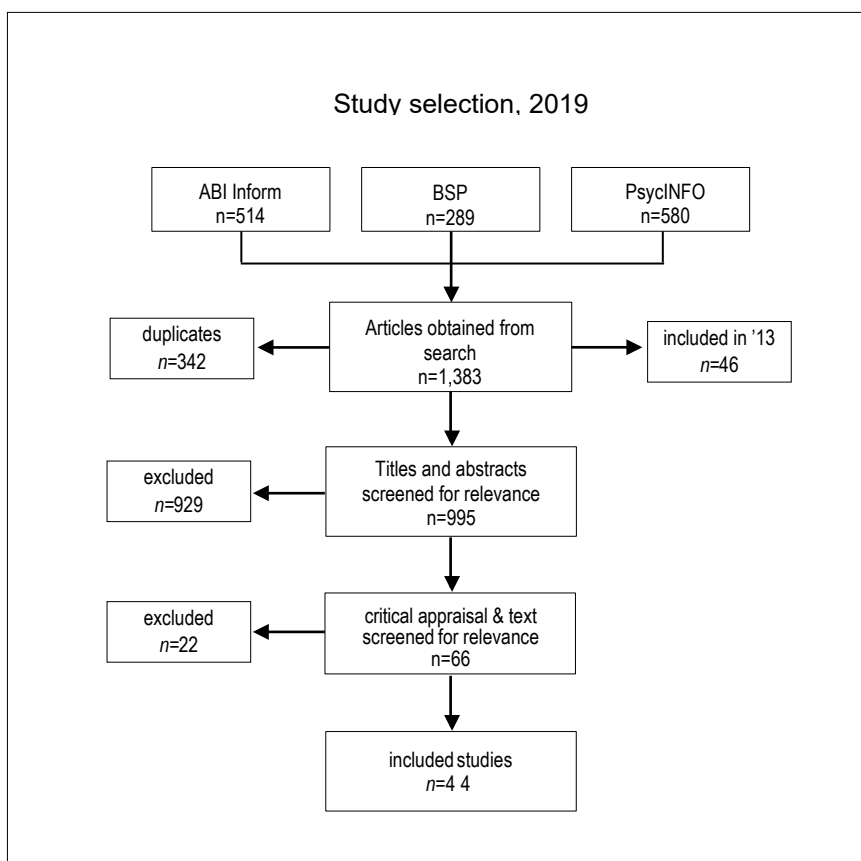 Study selection, 2019
ABI Inform
n=514
BSP
n=289
PsycINFO
n=580
duplicates
n=342
Articles obtained from
search
n=1,383
included in ’13
n=46
excluded
n=929
Titles and abstracts
screened for relevance
n=995
excluded
n=22
critical appraisal & text
screened for relevance
n=66
included studies
n=4 4